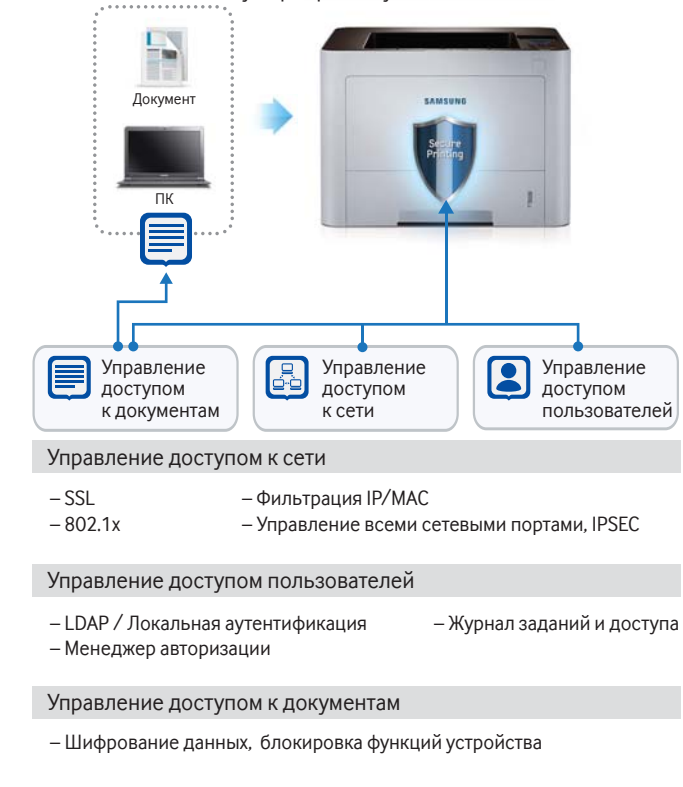 Документ
SAMSUNG
Secure
Printing
ПК
Управление
доступом
к документам
Управление
доступом
к сети
Управление
доступом
пользователей
Управление доступом к сети
– SSL – Фильтрация IP/MAC
– 802.1x – Управление всеми сетевыми портами, IPSEC
Управление доступом пользователей
– LDAP / Локальная аутентификация – Журнал заданий и доступа
– Менеджер авторизации
Управление доступом к документам
– Шифрование данных, блокировка функций устройства